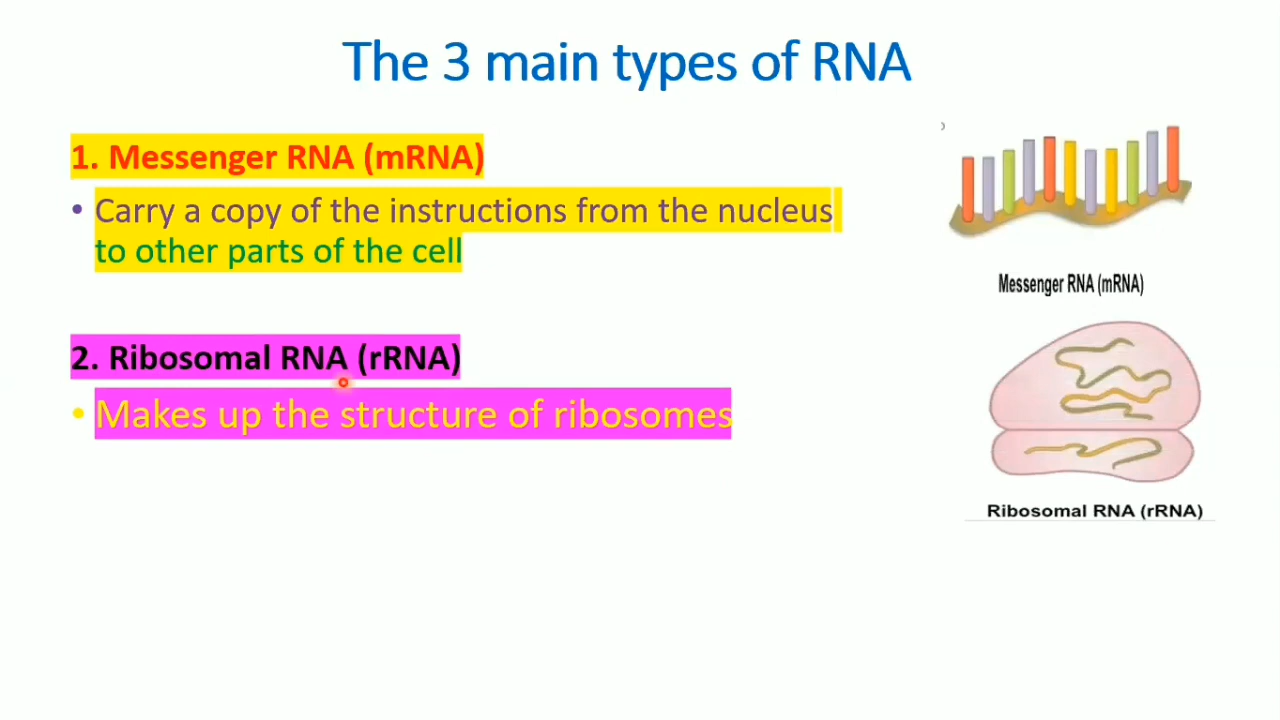 The 3 main types of RNA
1. Messenger RNA (mRNA)
• Carry a copy of the instructions from the nucleus
to other parts of the cell
Messenger RNA (mRNA)
2. Ribosomal RNA (rRNA)
• Makes up the structure of ribosomes
Ribosomal RNA (rRNA)